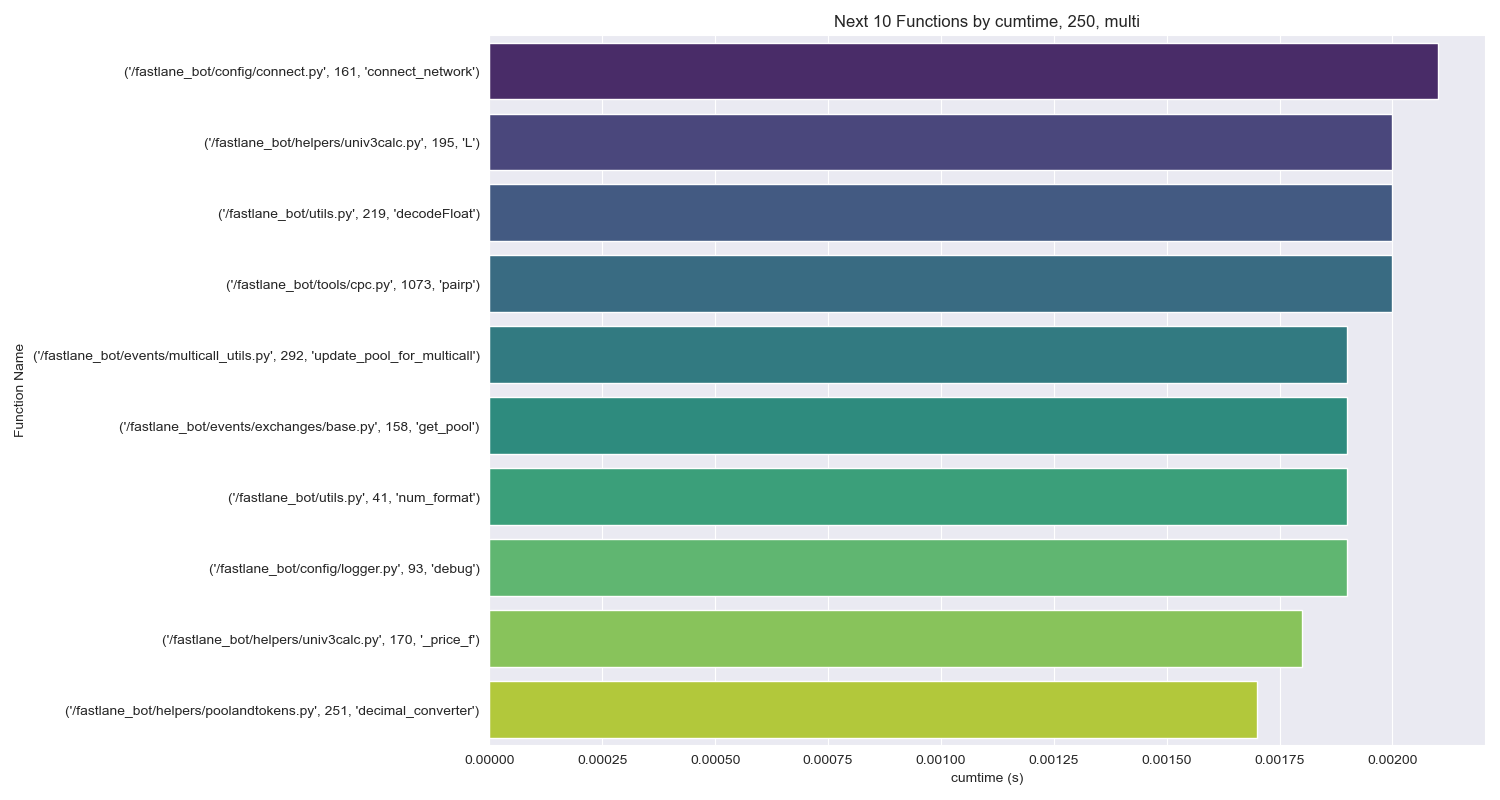 Next 10 Functions by cumtime, 250, multi
('/fastlane_bot/config/connect.py', 161, 'connect_network')
('/fastlane_bot/helpers/univ3calc.py', 195, 'L')
('/fastlane_bot/utils.py', 219, 'decodeFloat')
('/fastlane_bot/tools/cpc.py', 1073, 'pairp')
('/fastlane_bot/events/multicall_utils.py', 292, 'update_pool_for_multicall')
('/fastlane_bot/events/exchanges/base.py', 158, 'get_pool')
('/fastlane_bot/utils.py', 41, 'num_format')
('/fastlane_bot/config/logger.py', 93, 'debug')
('/fastlane_bot/helpers/univ3calc.py', 170, '_price_f')
('/fastlane_bot/helpers/poolandtokens.py', 251, 'decimal_converter')
Function Name
0.00000 0.00025 0.00050 0.00075 0.00100 0.00125 0.00150 0.00175 0.00200
cumtime (s)